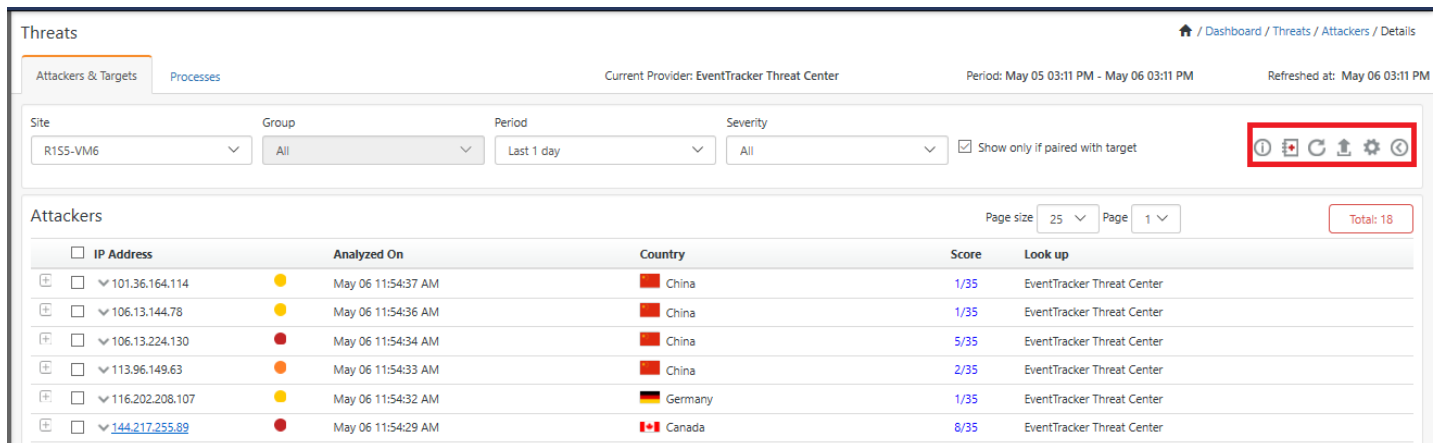 Threats
/ Dashboard / Threats / Attackers / Details
Attackers & Targets Processes Current Provider: EventTracker Threat Center Period: May 05 03:11 PM - May 06 03:11 PM Refreshed at: May 06 03:11 PM
Site Group Period Severity
R1S5-VM6 All Last 1 day All Show only if paired with target
Attackers Page size 25 Page 1 Total: 18
IP Address Analyzed On Country Score Look up
101.36.164.114 May 06 11:54:37 AM China 1/35 EventTracker Threat Center
106.13.144.78 May 06 11:54:36 AM China 1/35 EventTracker Threat Center
106.13.224.130 May 06 11:54:34 AM China 5/35 EventTracker Threat Center
113.96.149.63 May 06 11:54:33 AM China 2/35 EventTracker Threat Center
116.202.208.107 May 06 11:54:32 AM Germany 1/35 EventTracker Threat Center
144.217.255.89 May 06 11:54:29 AM Canada 8/35 EventTracker Threat Center